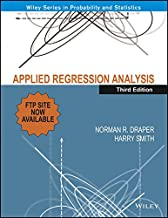 Wiley Series in Probability and Statistics
APPLIED REGRESSION ANALYSIS
Third Edition
FTP SITE
NOW
AVAILABLE
NORMAN R. DRAPER
HARRY SMITH
WILEY